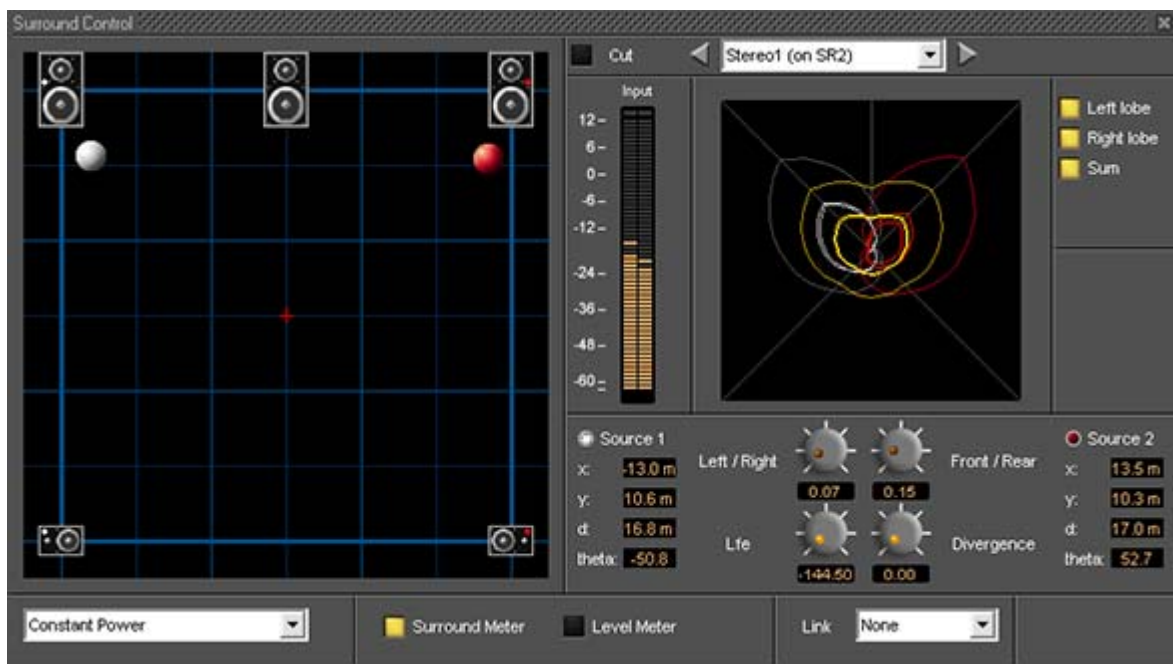 Surround Control
Cut
Stereo1 (on SR2)
Input
12
6
0
-6
-12
-24
-36
-48
-60
Left lobe
Right lobe
Sum
Source 1
x: -13.0 m
y: 10.6 m
d: 16.8 m
theta: -50.8
Left / Right
0.07
0.15
Front / Rear
Lfe
-144.50
0.00
Divergence
Source 2
x: 13.5 m
y: 10.3 m
d: 17.0 m
theta: 52.7
Constant Power
Surround Meter
Level Meter
Link
None